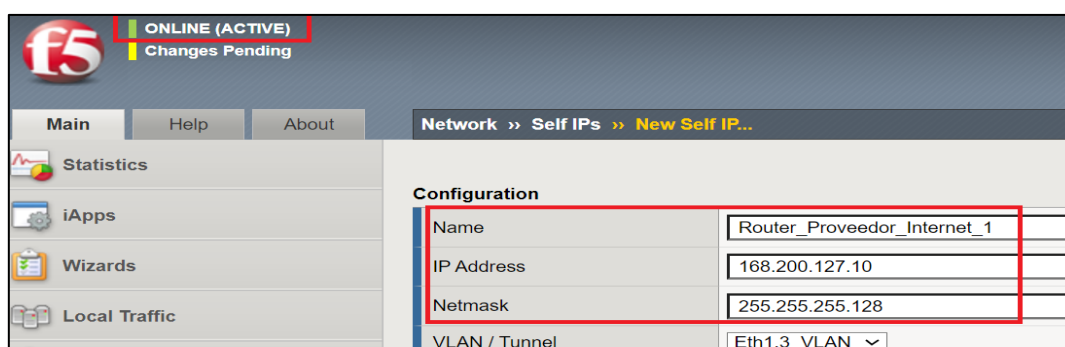 f5
ONLINE (ACTIVE)
Changes Pending
Main Help About
Network ›› Self IPs ›› New Self IP...
Statistics
iApps
Wizards
Local Traffic
Configuration
Name Router_Proveedor_Internet_1
IP Address 168.200.127.10
Netmask 255.255.255.128
VLAN / Tunnel Eth1.3_VLAN